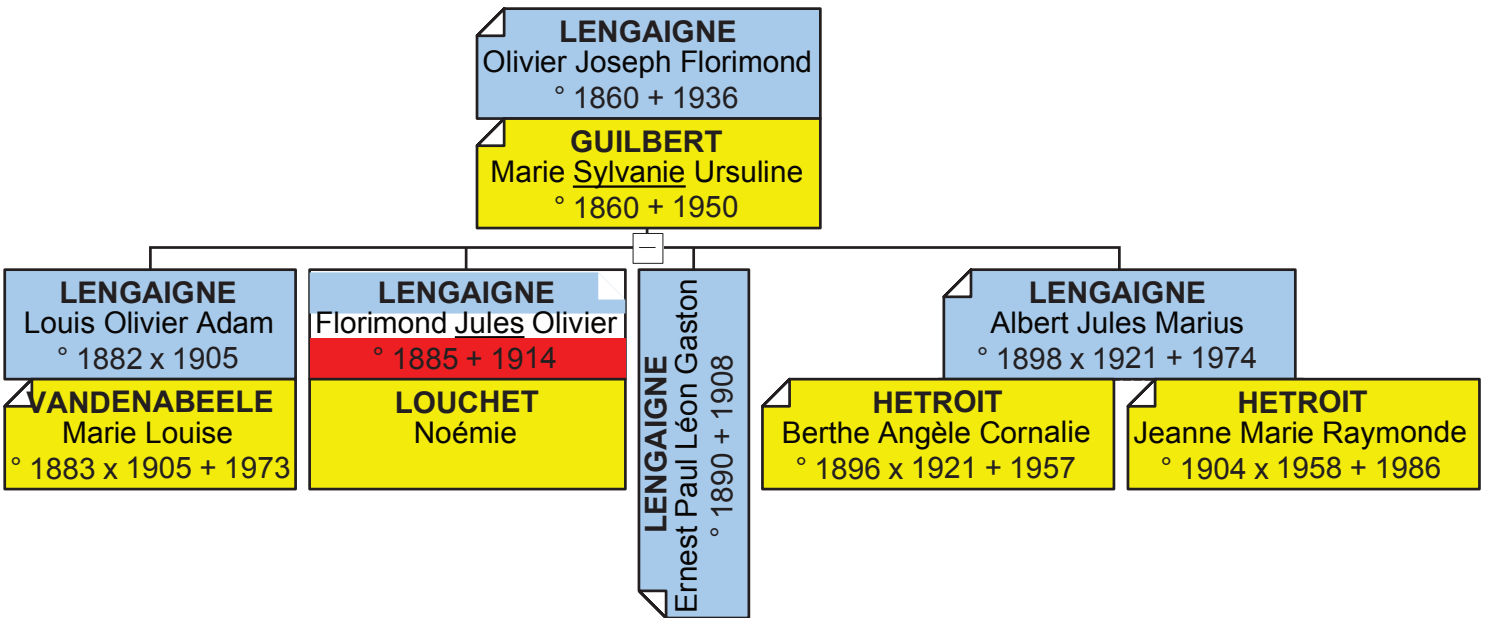 LENGAIGNE
Olivier Joseph Florimond
° 1860 + 1936
GUILBERT
Marie Sylvanie Ursuline
° 1860 + 1950
LENGAIGNE
Louis Olivier Adam
° 1882 x 1905
VANDENABEELE
Marie Louise
° 1883 x 1905 + 1973
LENGAIGNE
Florimond Jules Olivier
° 1885 + 1914
LOUCHET
Noémie
LENGAIGNE
Ernest Paul Léon Gaston
° 1890 + 1908
LENGAIGNE
Albert Jules Marius
° 1898 x 1921 + 1974
HETROIT
Berthe Angèle Cornalie
° 1896 x 1921 + 1957
HETROIT
Jeanne Marie Raymonde
° 1904 x 1958 + 1986